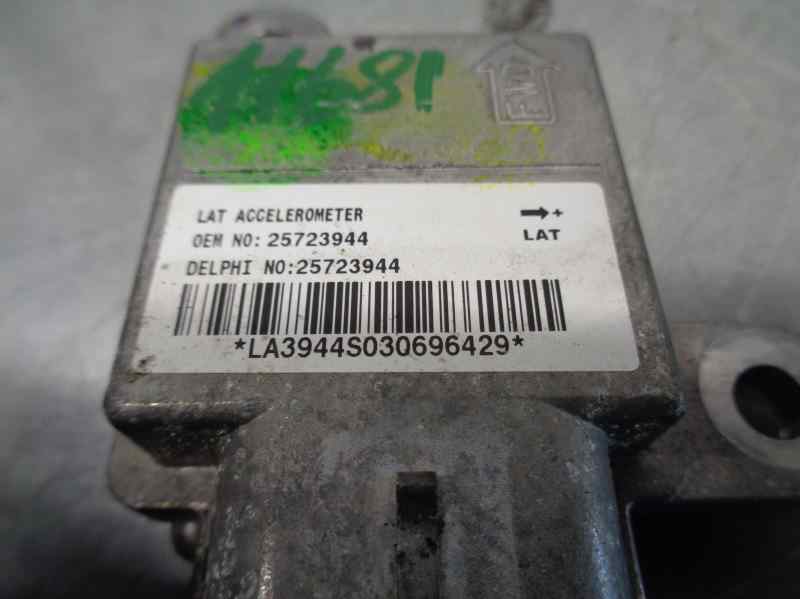 FWD
LAT ACCELEROMETER
+
OEM NO: 25723944
LAT
DELPHI NO:25723944
*LA3944S030696429*